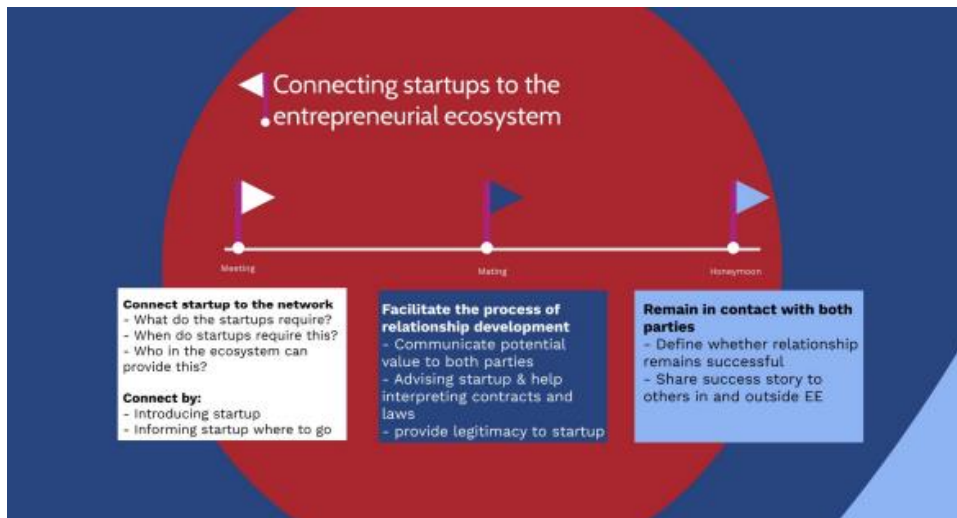 Connecting startups to the
entrepreneurial ecosystem
Meeting
Mating
Honeymoon
Connect startup to the network
- What do the startups require?
- When do startups require this?
- Who in the ecosystem can
provide this?
Connect by:
- Introducing startup
- Informing startup where to go
Facilitate the process of
relationship development
- Communicate potential
value to both parties
- Advising startup & help
interpreting contracts and
laws
- provide legitimacy to startup
Remain in contact with both
parties
- Define whether relationship
remains successful
- Share success story to
others in and outside EE